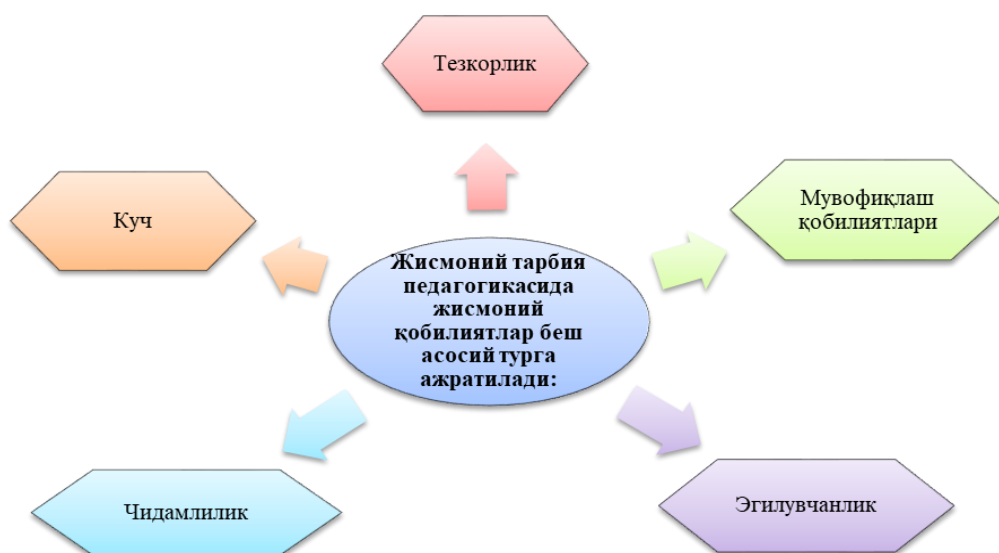 Тезкорлик
Куч
Мувофиқлаш
қобилиятлари
Жисмоний тарбия
педагогикасида
жисмоний
қобилиятлар беш
асосий турга
ажратилади:
Чидамлилик
Эгилувчанлик